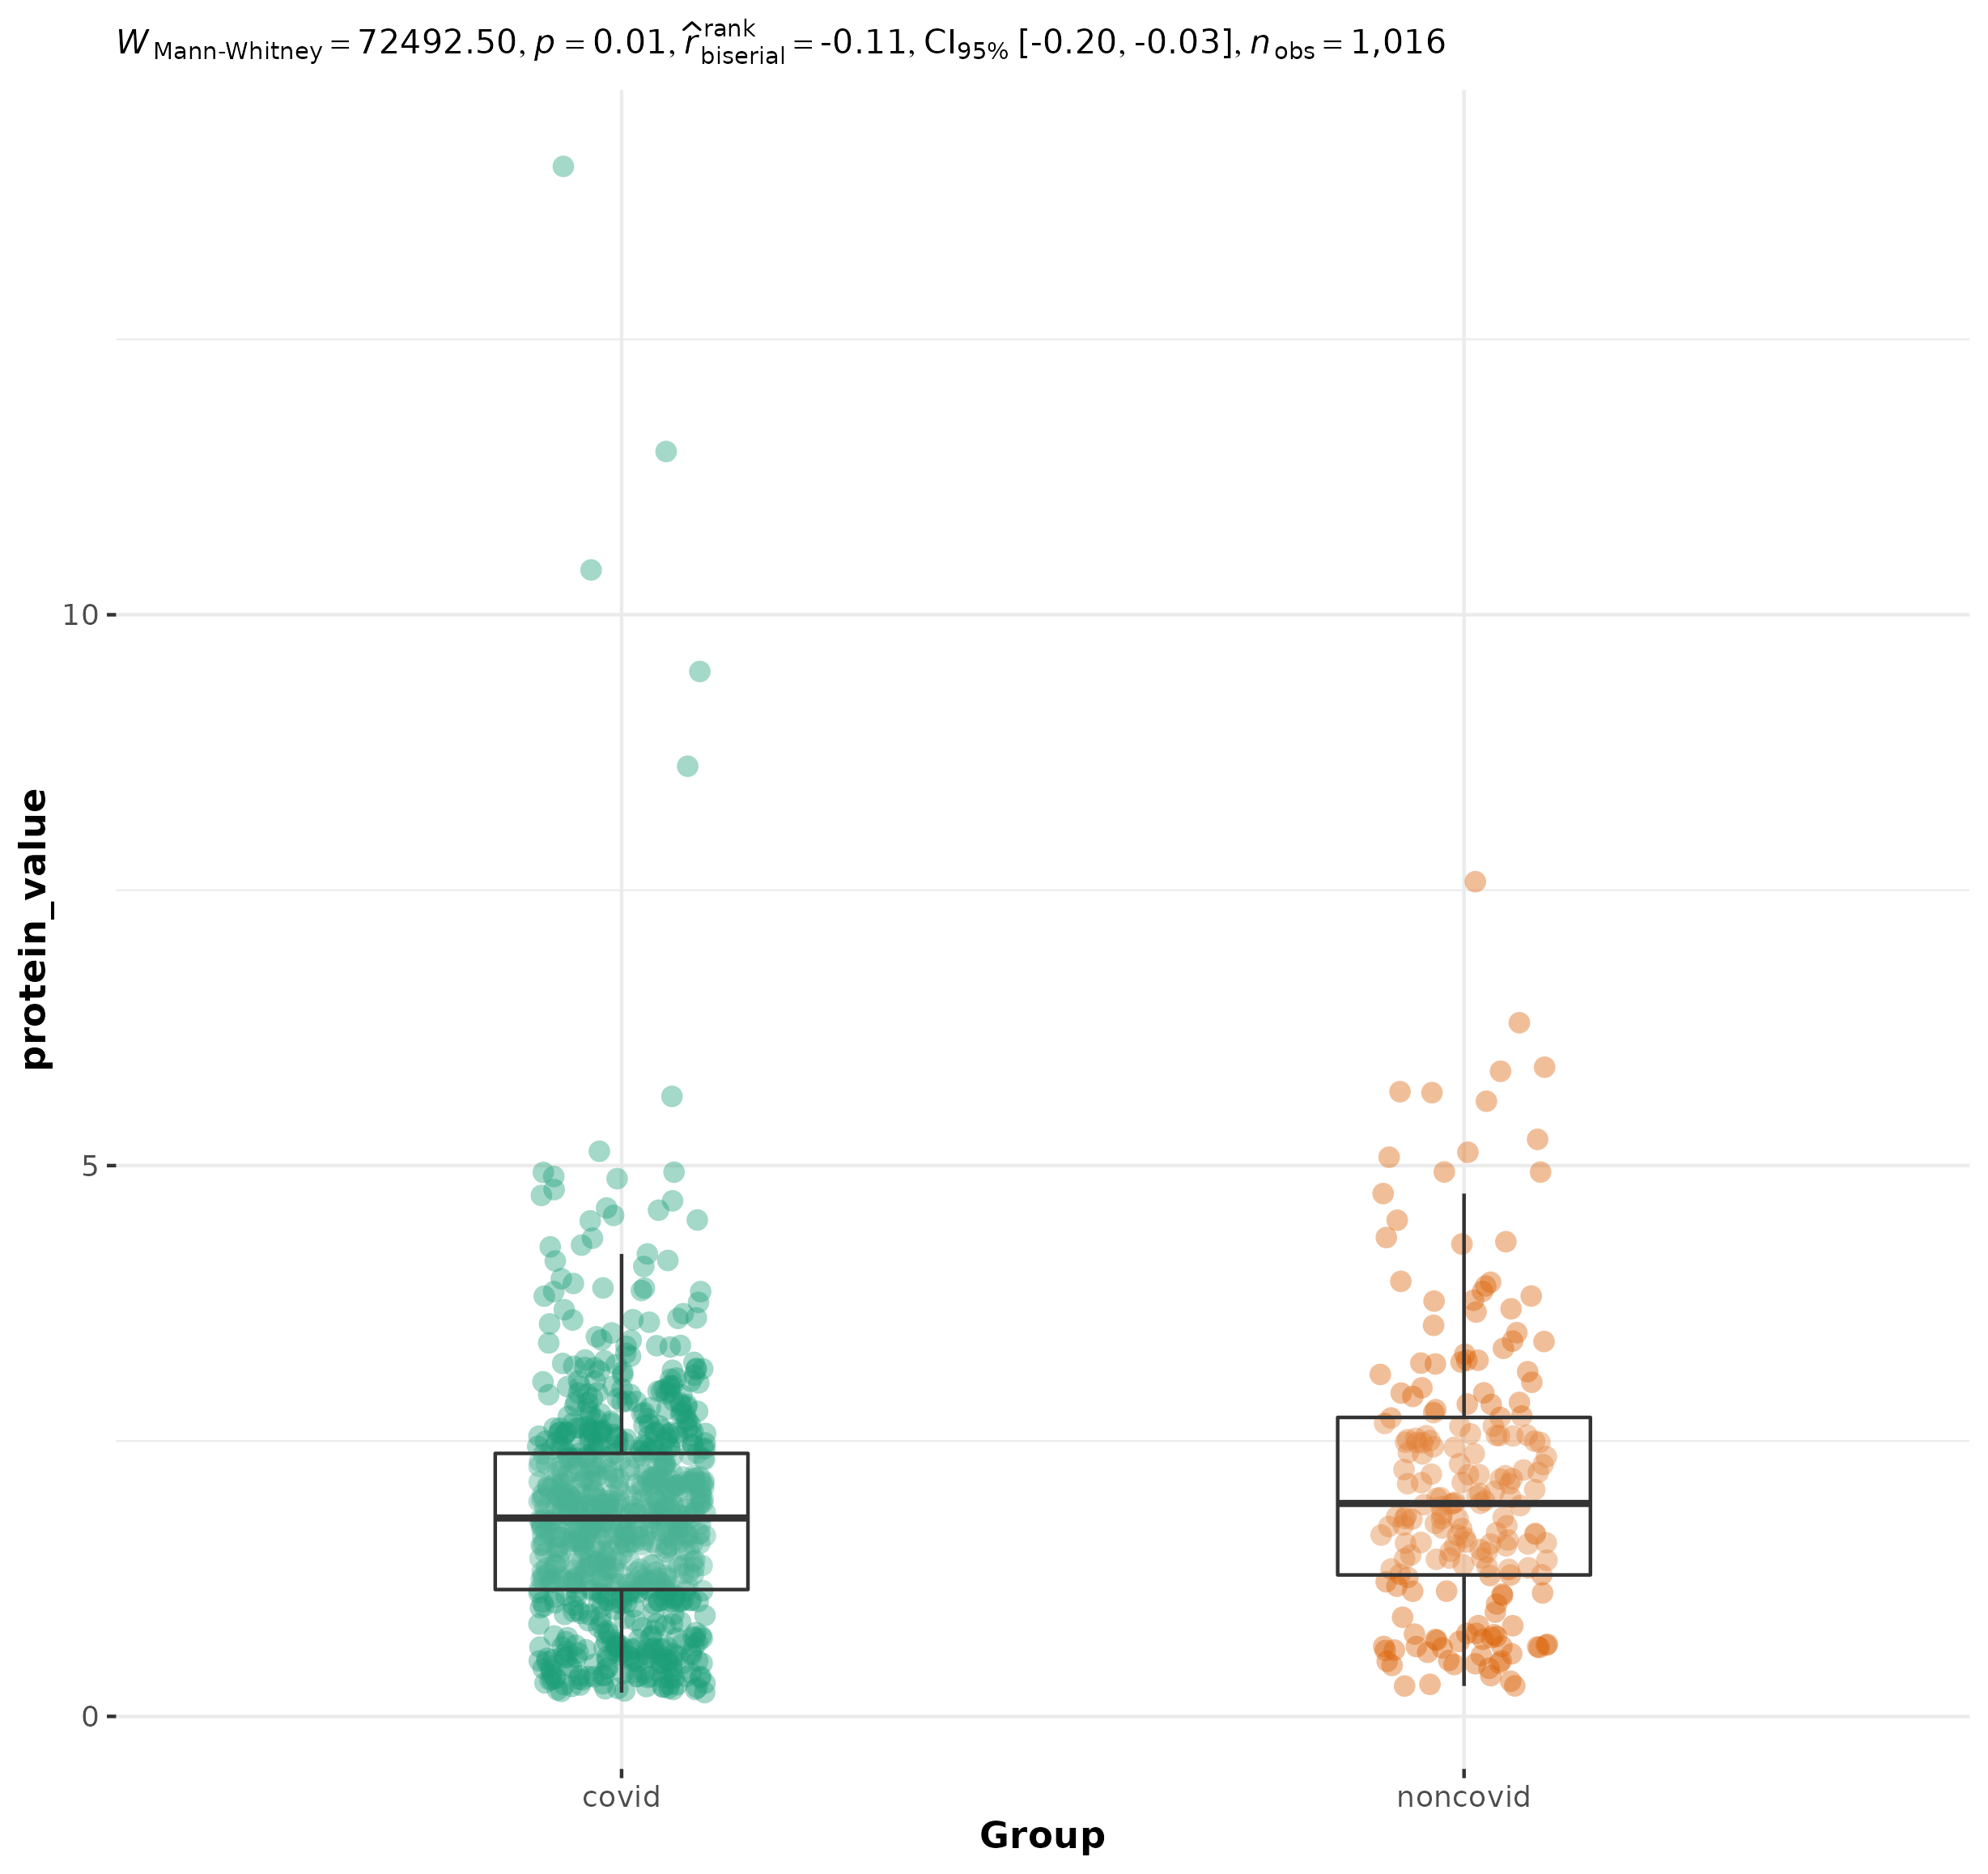 W Mann-Whitney = 72492.50, p = 0.01, r̂ rank biserial = -0.11, CI95% [-0.20, -0.03], n obs = 1,016
10
5
0
protein_value
covid noncovid
Group